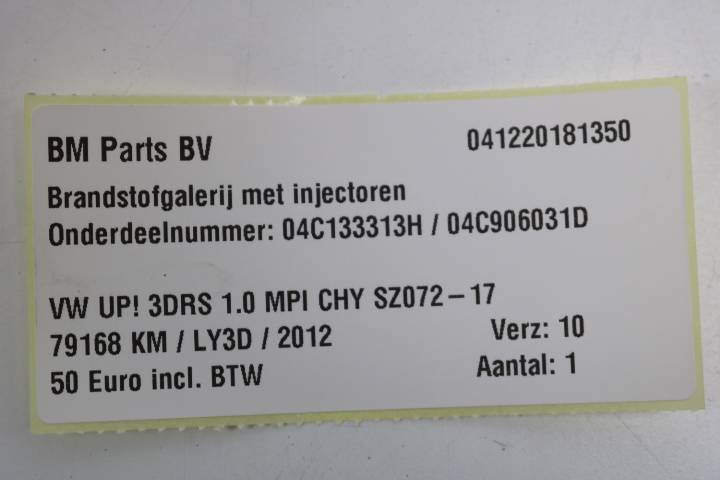 BM Parts BV 041220181350
Brandstofgalerij met injectoren
Onderdeelnummer: 04C133313H / 04C906031D
VW UP! 3DRS 1.0 MPI CHY SZ072-17
79168 KM / LY3D / 2012 Verz: 10
50 Euro incl. BTW Aantal: 1